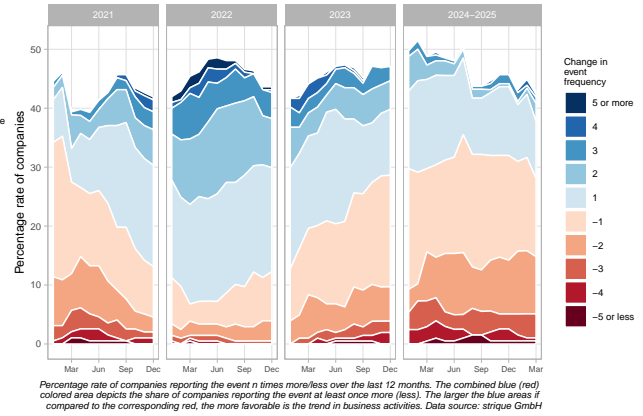 2021 2022 2023 2024–2025
Percentage rate of companies
50
40
30
20
10
0
Mar Jun Sep Dec Mar Jun Sep Dec Mar Jun Sep Dec Mar Jun Sep Dec Mar
e
Change in
event
frequency
5 or more
4
3
2
1
−1
−2
−3
−4
−5 or less
Percentage rate of companies reporting the event n times more/less over the last 12 months. The combined blue (red)
colored area depicts the share of companies reporting the event at least once more (less). The larger the blue areas if
compared to the corresponding red, the more favorable is the trend in business activities. Data source: strique GmbH